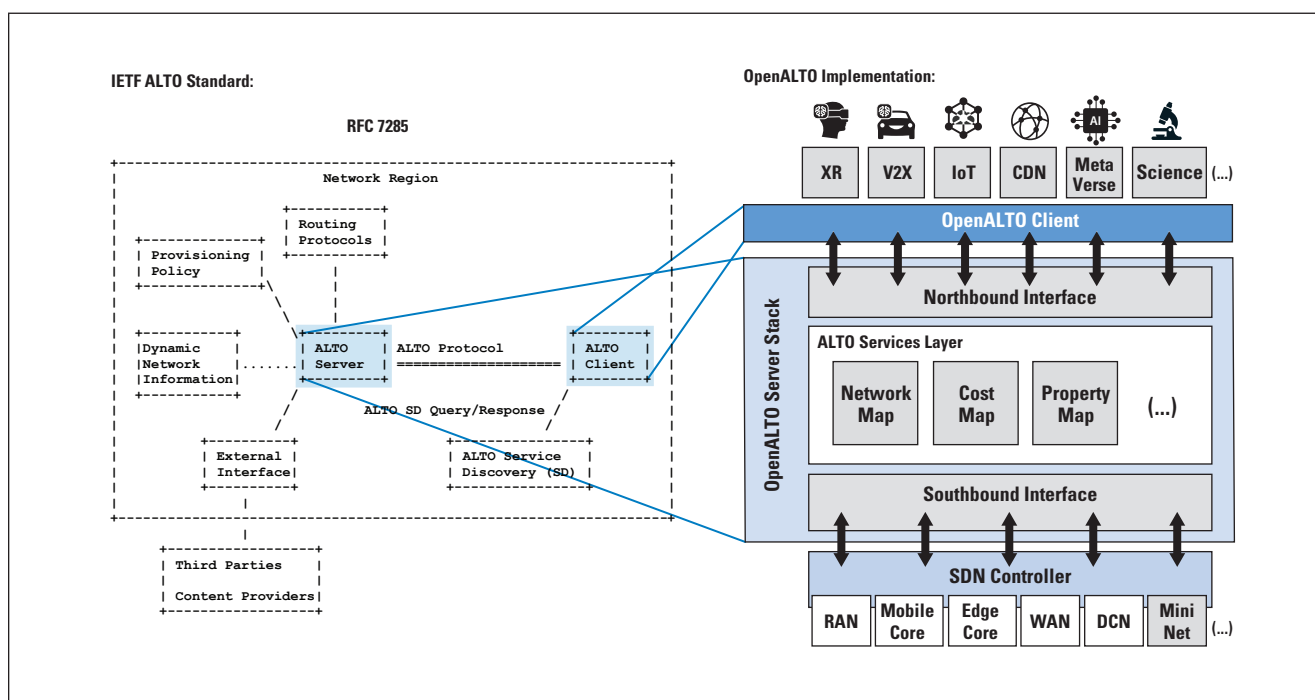 IETF ALTO Standard:
RFC 7285
Network Region
Routing
Protocols
Provisioning
Policy
Dynamic
Network
Information
ALTO
Server
ALTO Protocol
ALTO
Client
ALTO SD Query/Response
External
Interface
ALTO Service
Discovery (SD)
Third Parties
Content Providers
OpenALTO Implementation:
AI
XR
V2X
IoT
CDN
Meta
Verse
Science
(...)
OpenALTO Client
OpenALTO Server Stack
Northbound Interface
ALTO Services Layer
Network
Map
Cost
Map
Property
Map
(...)
Southbound Interface
SDN Controller
RAN
Mobile
Core
Edge
Core
WAN
DCN
Mini
Net
(...)